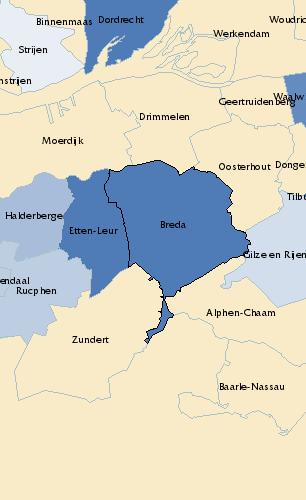 Binnenmaas
Dordrecht
Woudric
Werkendam
Strijen
nstrijen
Waalw
Geertruidenberg
Drimmelen
Moerdijk
Oosterhout
Donge
Tilb
Halderberge
Etten-Leur
Breda
Gilze en Rijen
endaal
Rucphen
Alphen-Chaam
Zundert
Baarle-Nassau